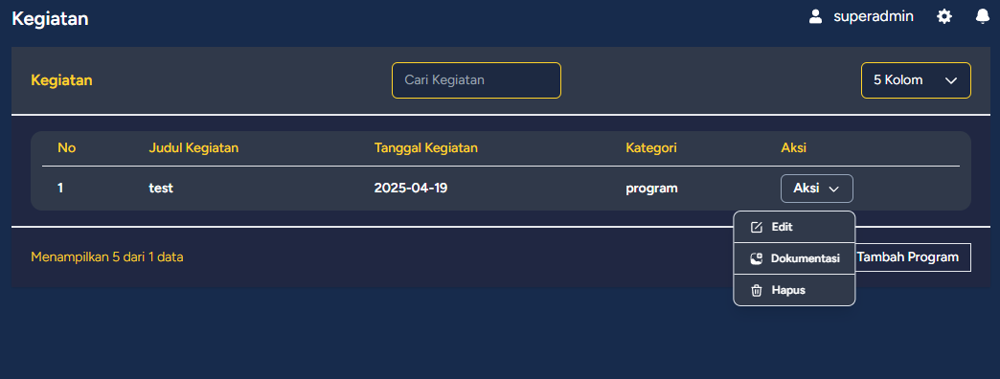 Kegiatan superadmin
Kegiatan Cari Kegiatan 5 Kolom
No Judul Kegiatan Tanggal Kegiatan Kategori Aksi
1 test 2025-04-19 program Aksi
Edit
Dokumentasi
Hapus
Menampilkan 5 dari 1 data Tambah Program